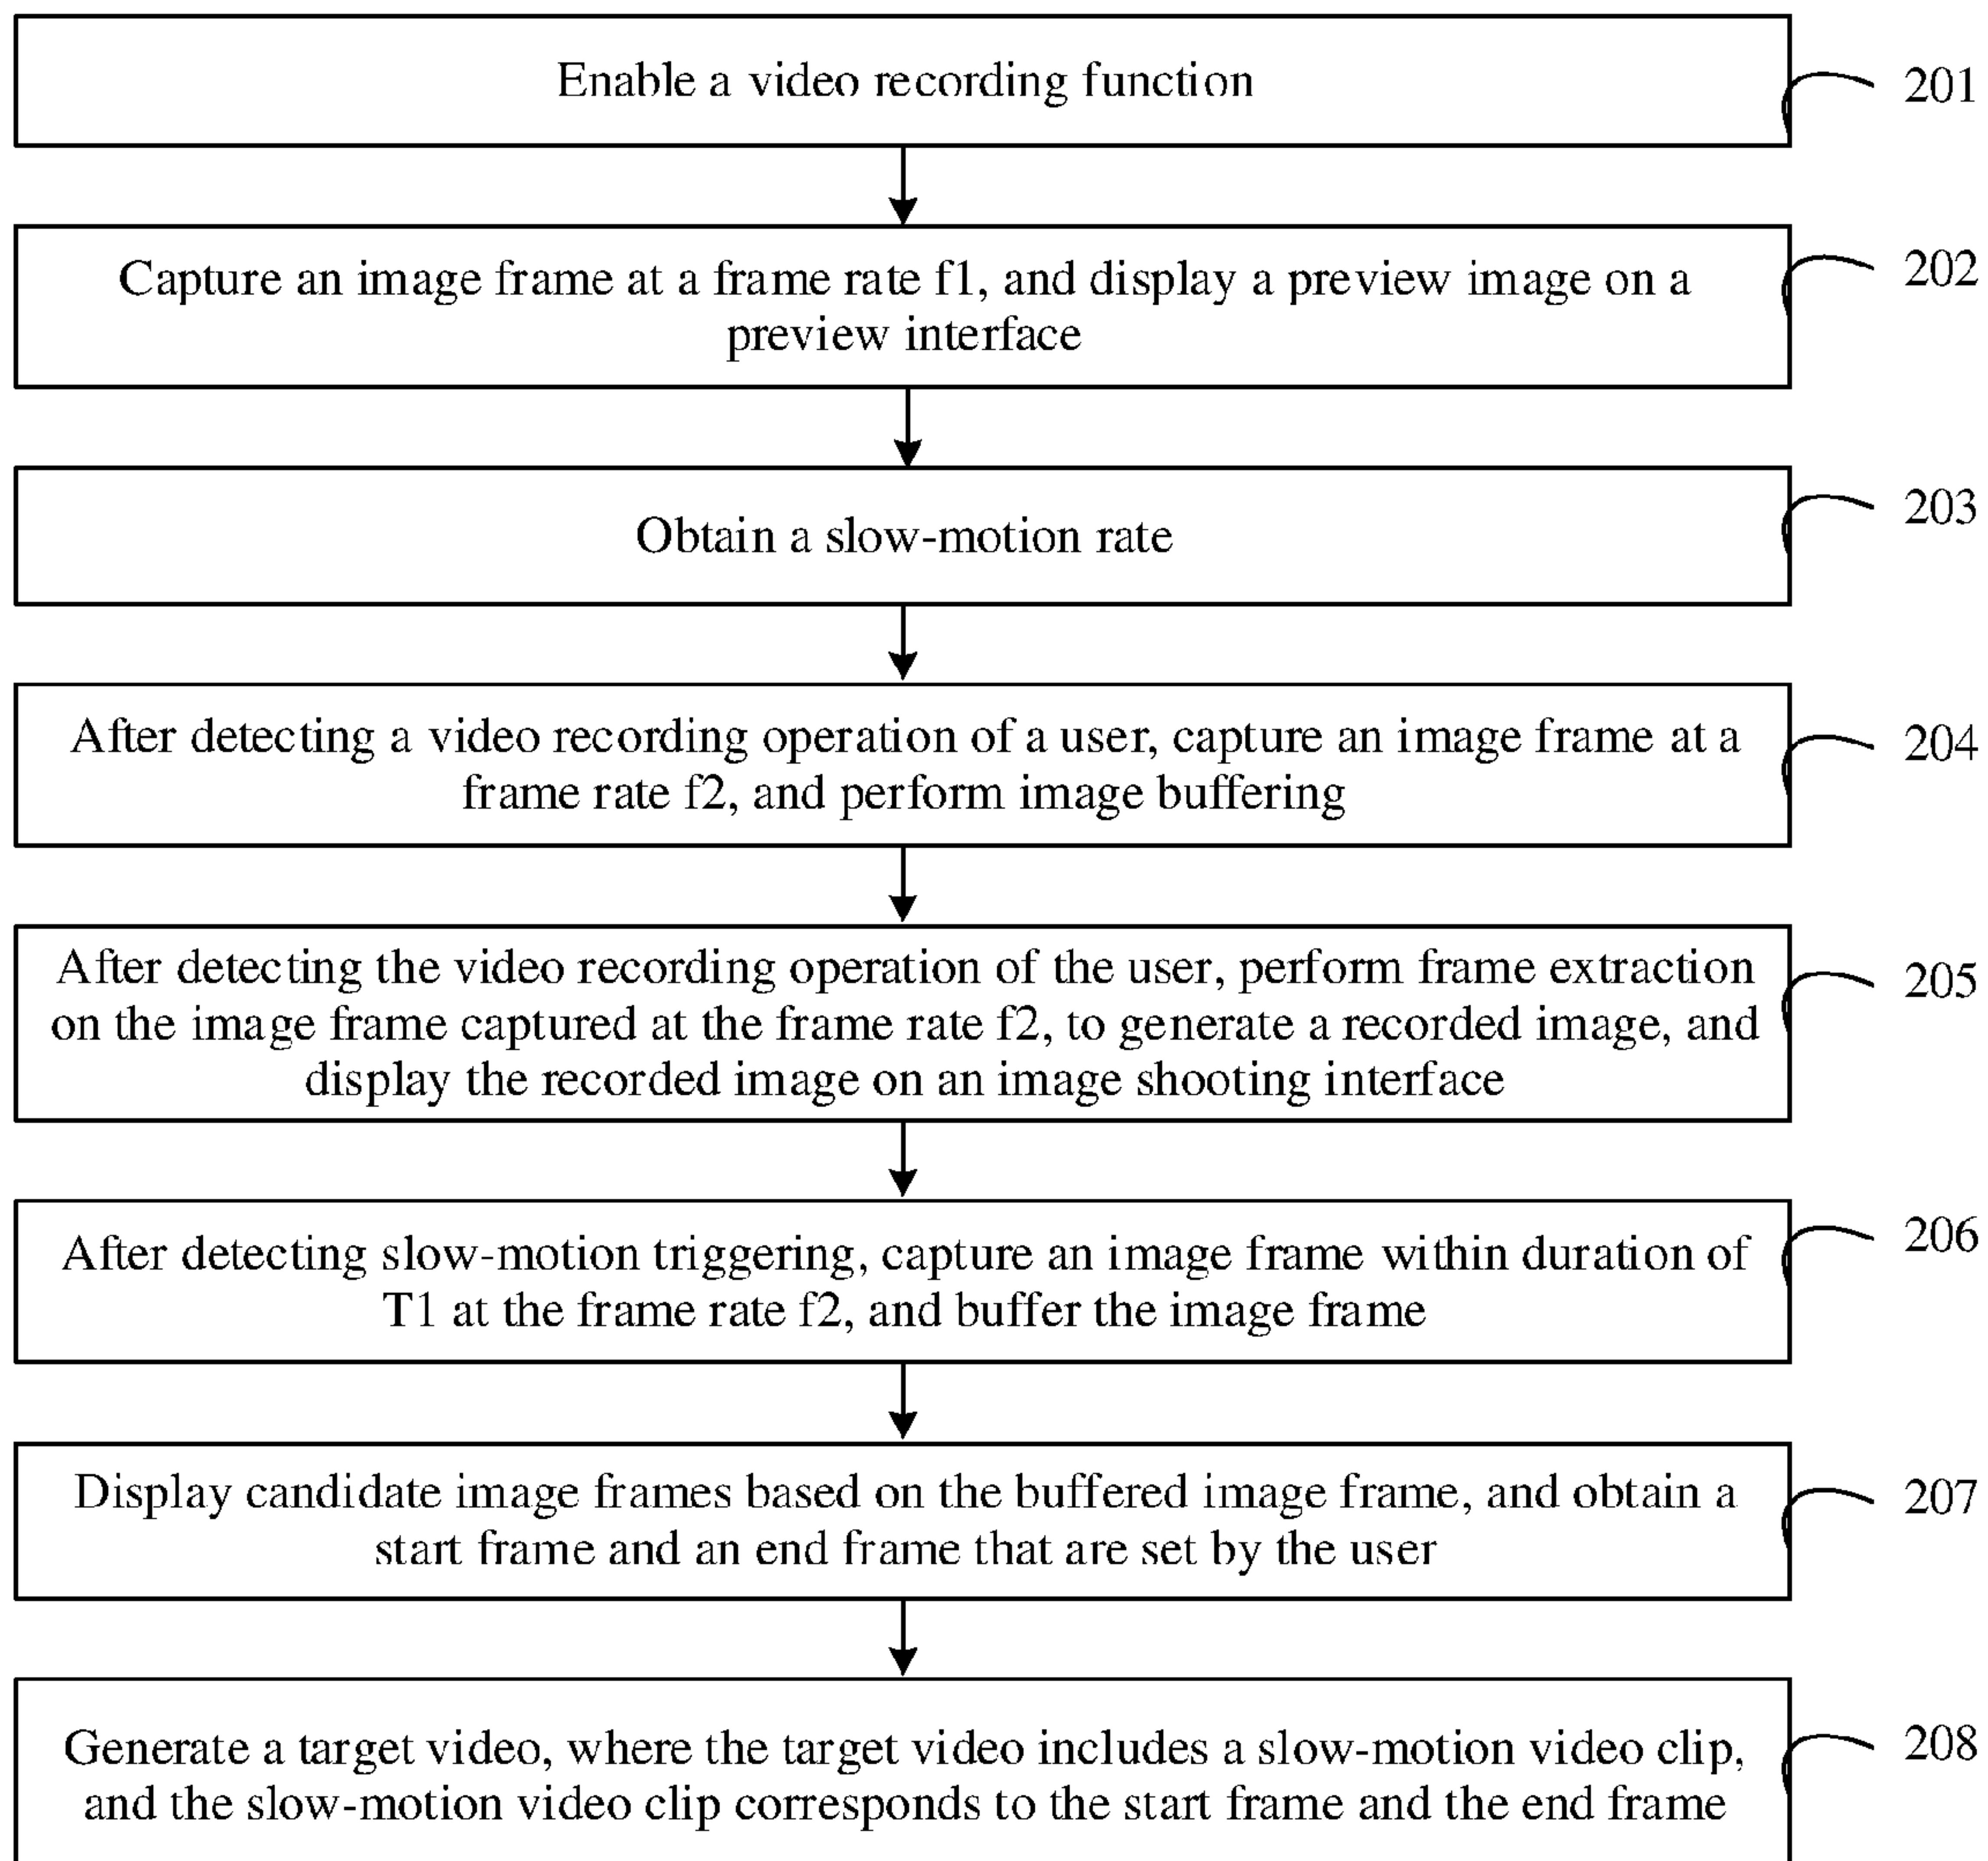 Enable a video recording function
201
Capture an image frame at a frame rate f1, and display a preview image on a
preview interface
202
Obtain a slow-motion rate
203
After detecting a video recording operation of a user, capture an image frame at a
frame rate f2, and perform image buffering
204
After detecting the video recording operation of the user, perform frame extraction
on the image frame captured at the frame rate f2, to generate a recorded image, and
display the recorded image on an image shooting interface
205
After detecting slow-motion triggering, capture an image frame within duration of
T1 at the frame rate f2, and buffer the image frame
206
Display candidate image frames based on the buffered image frame, and obtain a
start frame and an end frame that are set by the user
207
Generate a target video, where the target video includes a slow-motion video clip,
and the slow-motion video clip corresponds to the start frame and the end frame
208